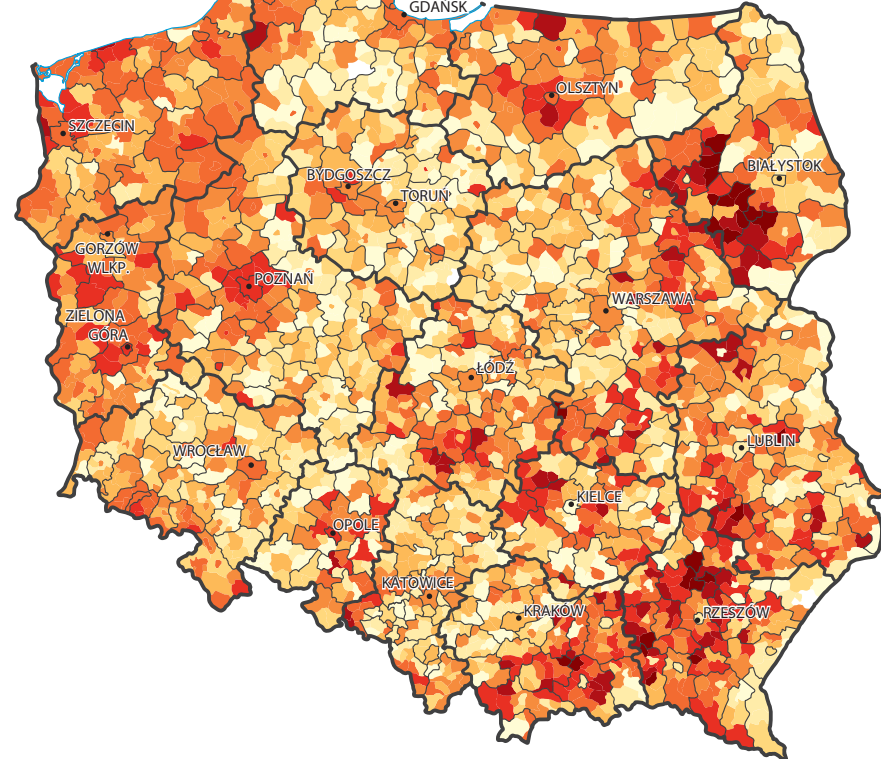 GDAŃSK
OLSZTYN
SZCZECIN
BIAŁYSTOK
BYDGOSZCZ
TORUŃ
GORZÓW
WLKP.
POZNAŃ
WARSZAWA
ZIELONA
GÓRA
ŁÓDŹ
LUBLIN
WROCŁAW
KIELCE
OPOLE
KATOWICE
KRAKÓW
RZESZÓW